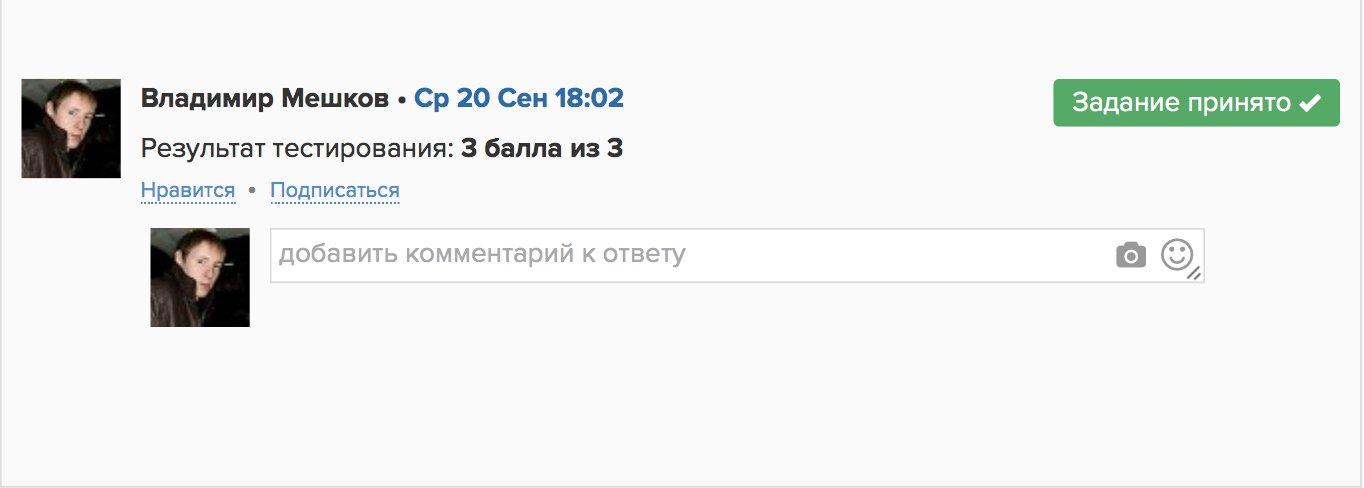 Владимир Мешков • Ср 20 Сен 18:02
Задание принято ✔
Результат тестирования: 3 балла из 3
Нравится • Подписаться
добавить комментарий к ответу